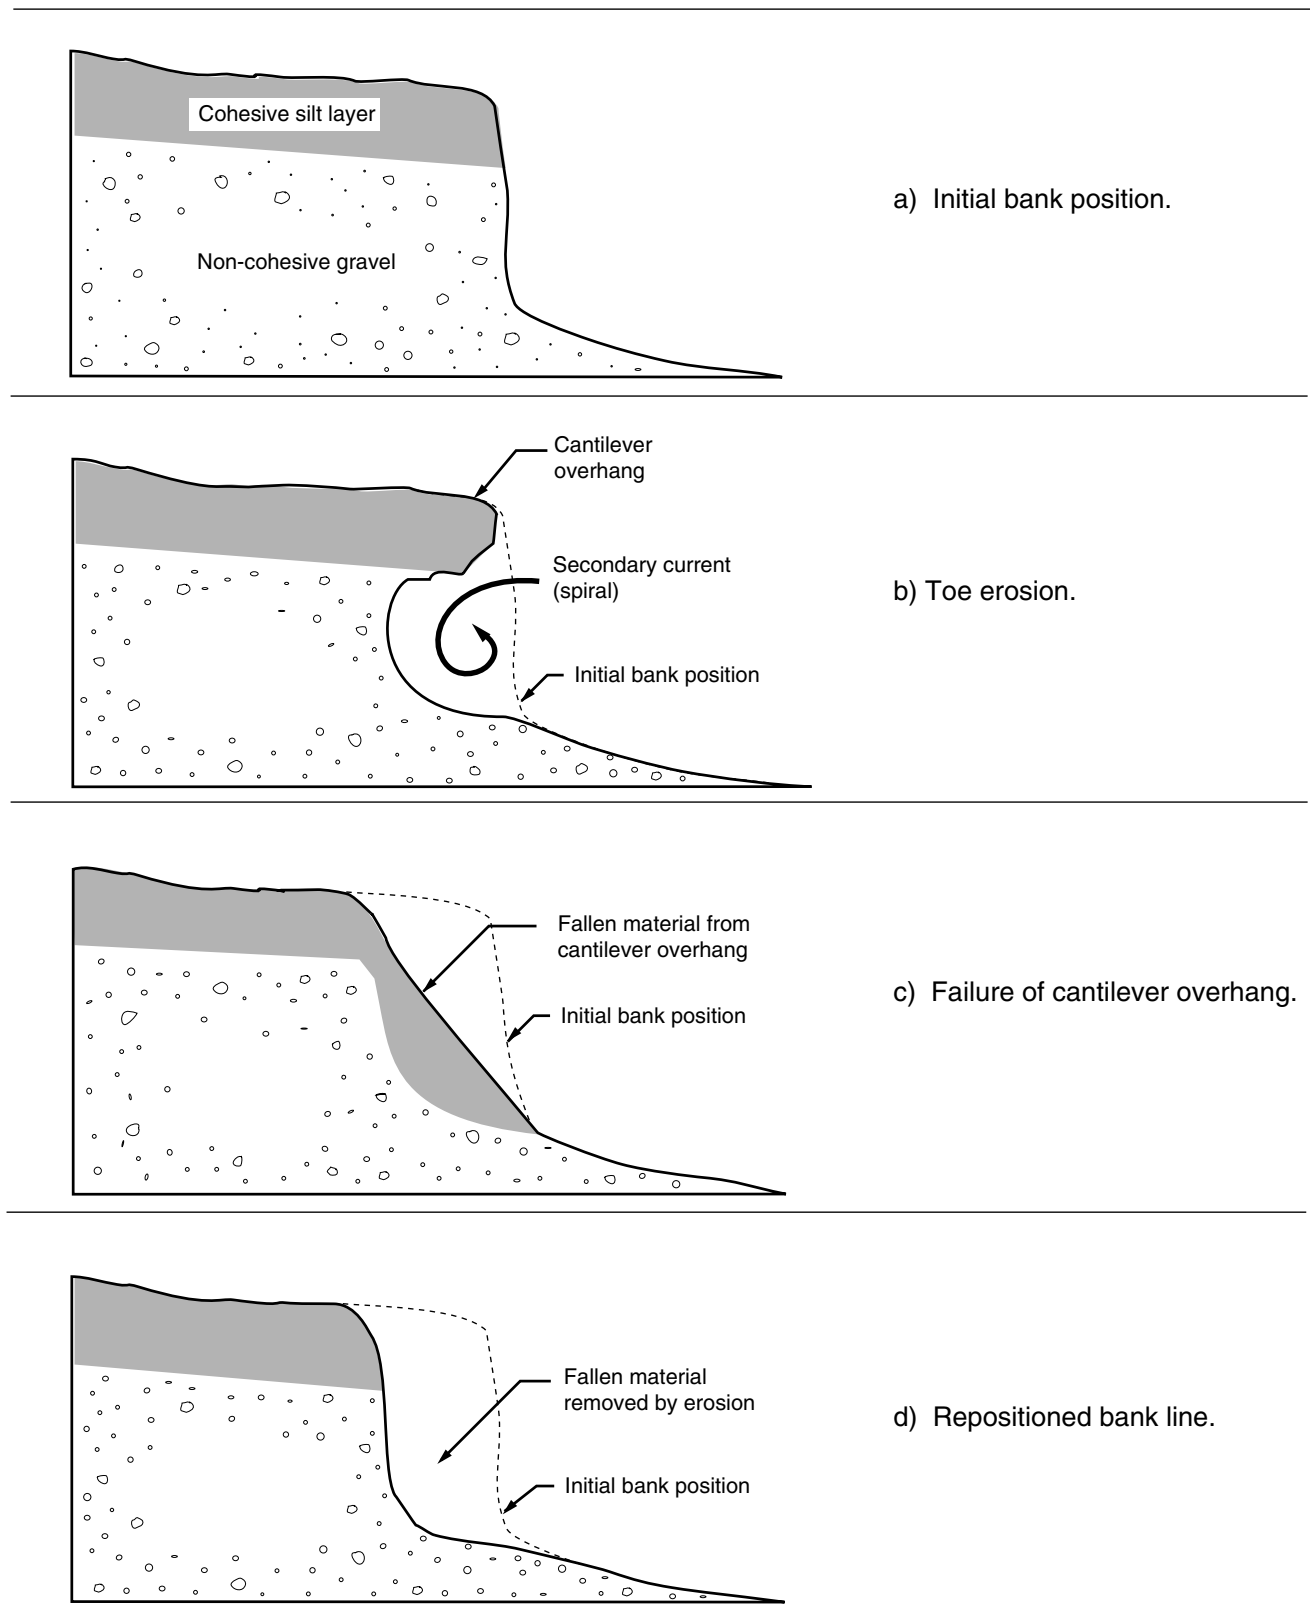 Cohesive silt layer
Non-cohesive gravel
a) Initial bank position.
Cantilever
overhang
Secondary current
(spiral)
Initial bank position
b) Toe erosion.
Fallen material from
cantilever overhang
Initial bank position
c) Failure of cantilever overhang.
Fallen material
removed by erosion
Initial bank position
d) Repositioned bank line.